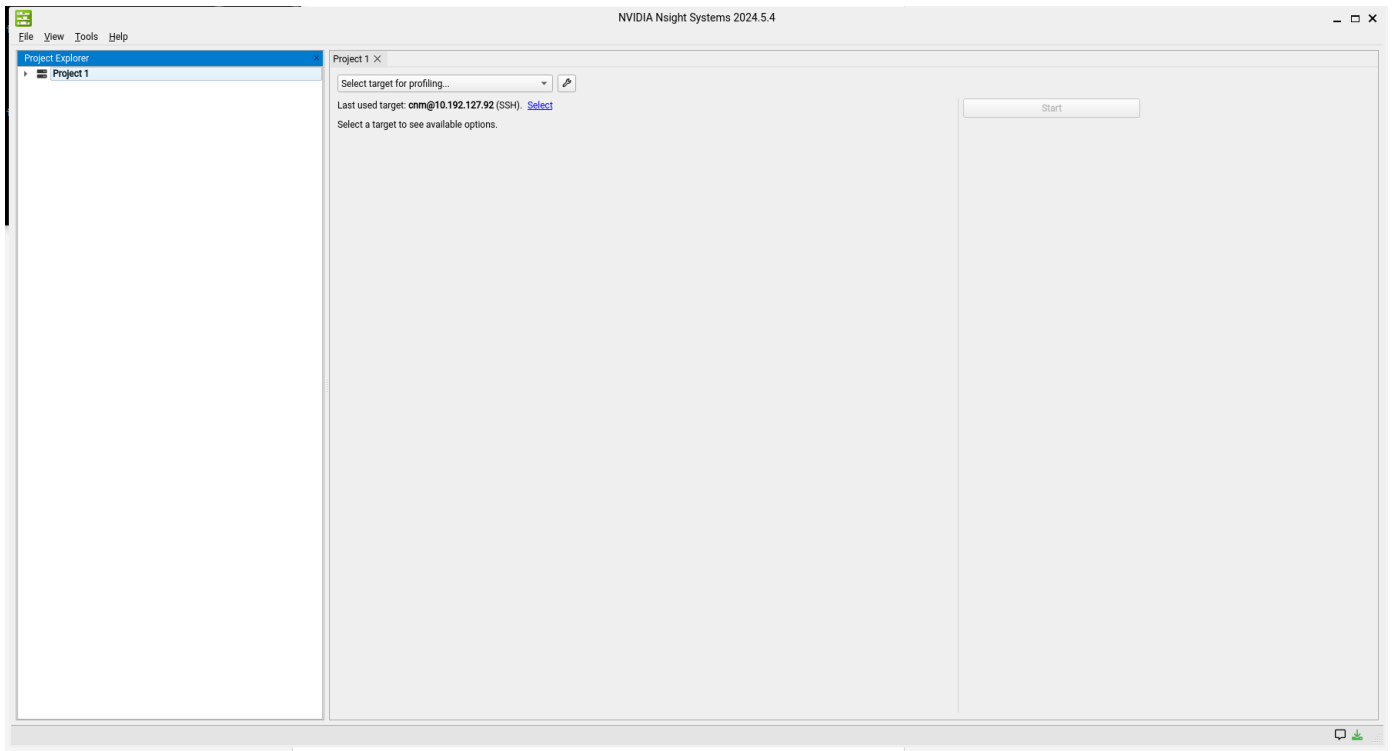 NVIDIA Nsight Systems 2024.5.4
File View Tools Help
Project Explorer
Project 1
Project 1
Select target for profiling...
Last used target: cnm@10.192.127.92 (SSH). Select
Select a target to see available options.
Start